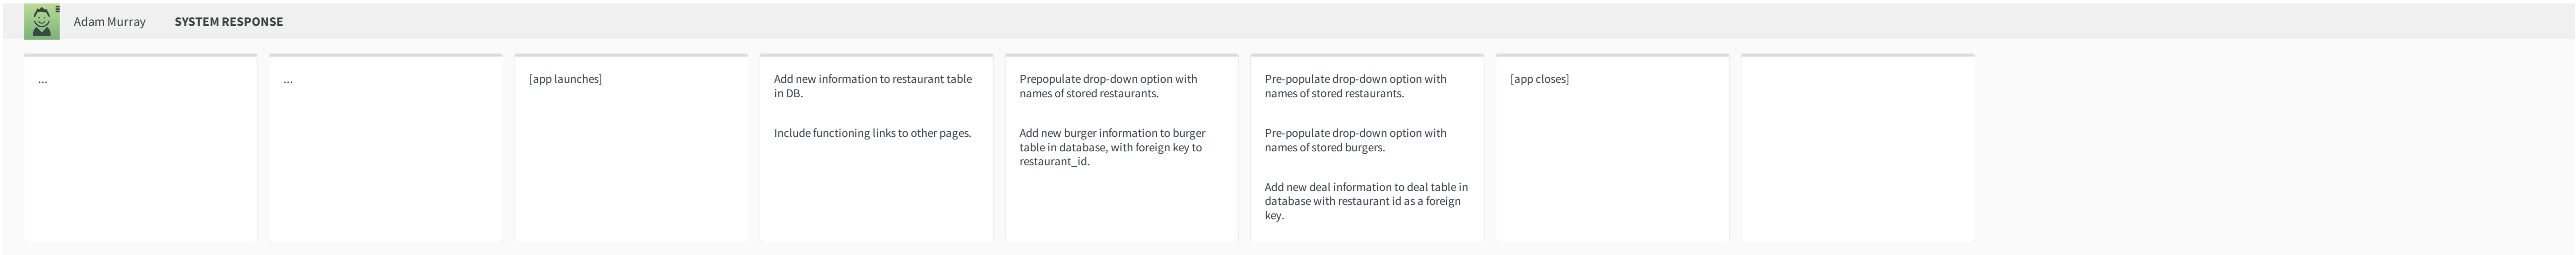 Adam Murray SYSTEM RESPONSE
...
...
[app launches]
Add new information to restaurant table
in DB.
Include functioning links to other pages.
Prepopulate drop-down option with
names of stored restaurants.
Add new burger information to burger
table in database, with foreign key to
restaurant_id.
Pre-populate drop-down option with
names of stored restaurants.
Pre-populate drop-down option with
names of stored burgers.
Add new deal information to deal table in
database with restaurant id as a foreign
key.
[app closes]